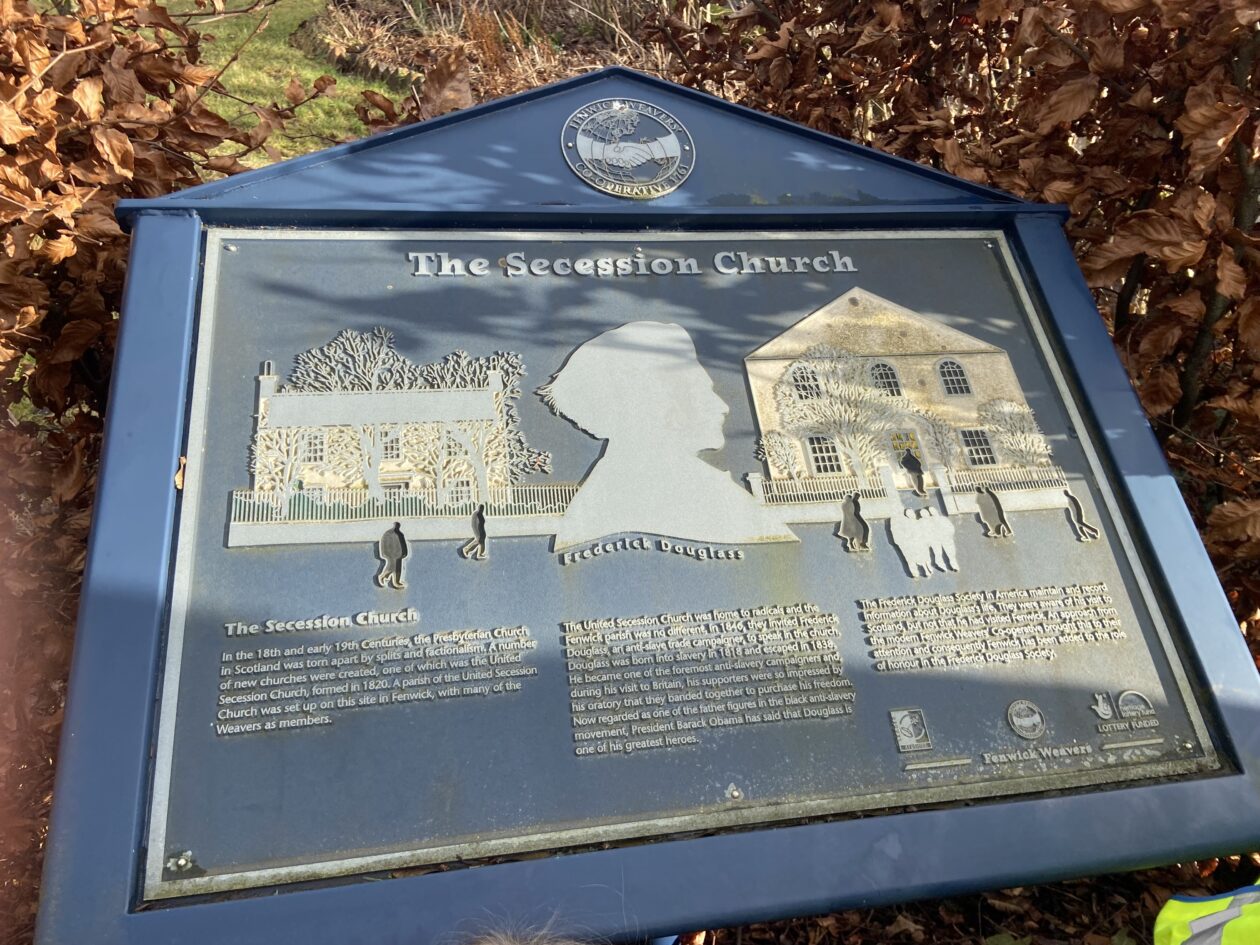 FENWICK WEAVERS'
CO-OPERATIVE 1761
The Secession Church
Frederick Douglass
The Secession Church
In the 18th and early 19th Centuries, the Presbyterian Church
in Scotland was torn apart by splits and factionalism. A number
of new churches were created, one of which was the United
Secession Church, formed in 1820. A parish of the United Secession
Church was set up on this site in Fenwick, with many of the
Weavers as members.
The United Secession Church was home to radicals and the
Fenwick parish was no different. In 1846, they invited Frederick
Douglass, an anti-slave trade campaigner, to speak in the church.
Douglass was born into slavery in 1818 and escaped in 1838.
He became one of the foremost anti-slavery campaigners and,
during his visit to Britain, his supporters were so impressed by
his oratory that they banded together to purchase his freedom.
Now regarded as one of the father figures in the black anti-slavery
movement, President Barack Obama has said that Douglass is
one of his greatest heroes.
The Frederick Douglass Society in America maintain and record
information about Douglass's life. They were aware of his visit to
Scotland, but not that he had visited Fenwick. An approach from
the modern Fenwick Weavers' Co-operative brought this to their
attention and consequently Fenwick has been added to the role
of honour in the Frederick Douglass Society.
Fenwick Weavers
heritage
lottery fund
LOTTERY FUNDED